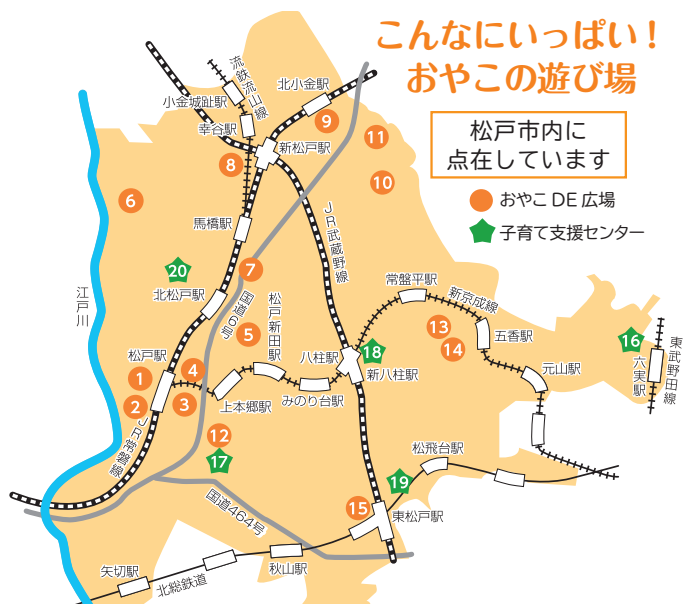 こんなにいっぱい！
おやこの遊び場
松戸市内に
点在しています
おやこDE広場
子育て支援センター
流鉄流山線
北小金駅
小金城趾駅
幸谷駅
9
11
新松戸駅
8
10
6
JR武蔵野線
馬橋駅
7
20
江戸川
北松戸駅
国道6号
常盤平駅
新京成線
松戸新田駅
5
13
14
五香駅
16
東武野田線
六実駅
松戸駅
八柱駅
18
新八柱駅
元山駅
1
4
2
3
上本郷駅
みのり台駅
JR常磐線
12
17
松飛台駅
19
国道464号
15
東松戸駅
矢切駅
北総鉄道
秋山駅